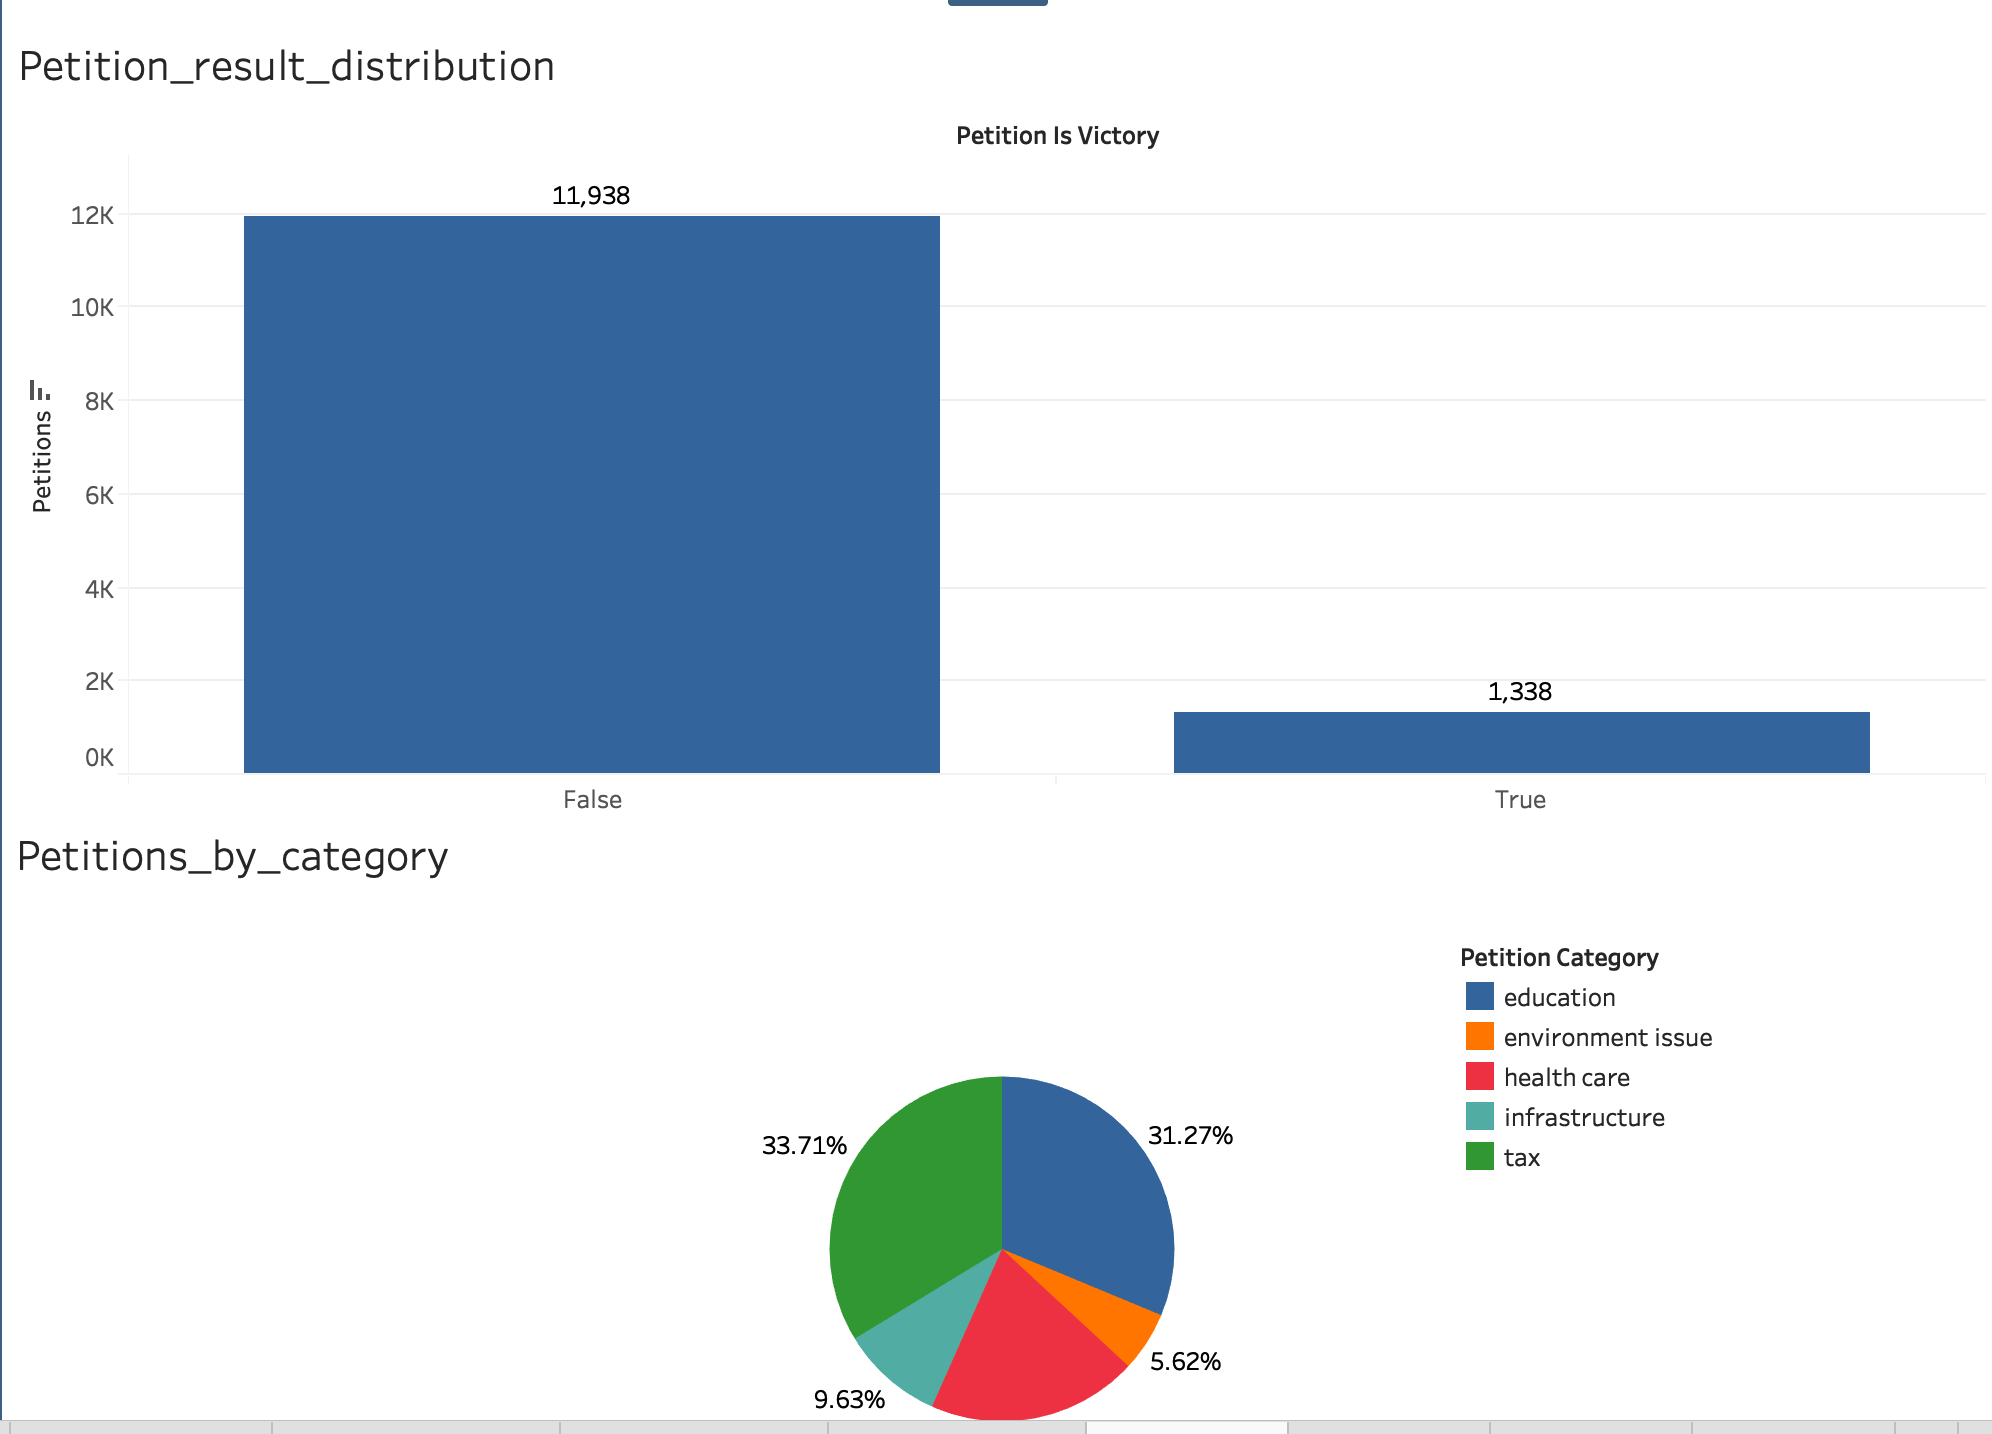 Petition_result_distribution
Petition Is Victory
11,938
12K
10K
8K
6K
4K
2K
0K
Petitions
1,338
False
True
Petitions_by_category
Petition Category
education
environment issue
health care
infrastructure
tax
33.71%
31.27%
5.62%
9.63%